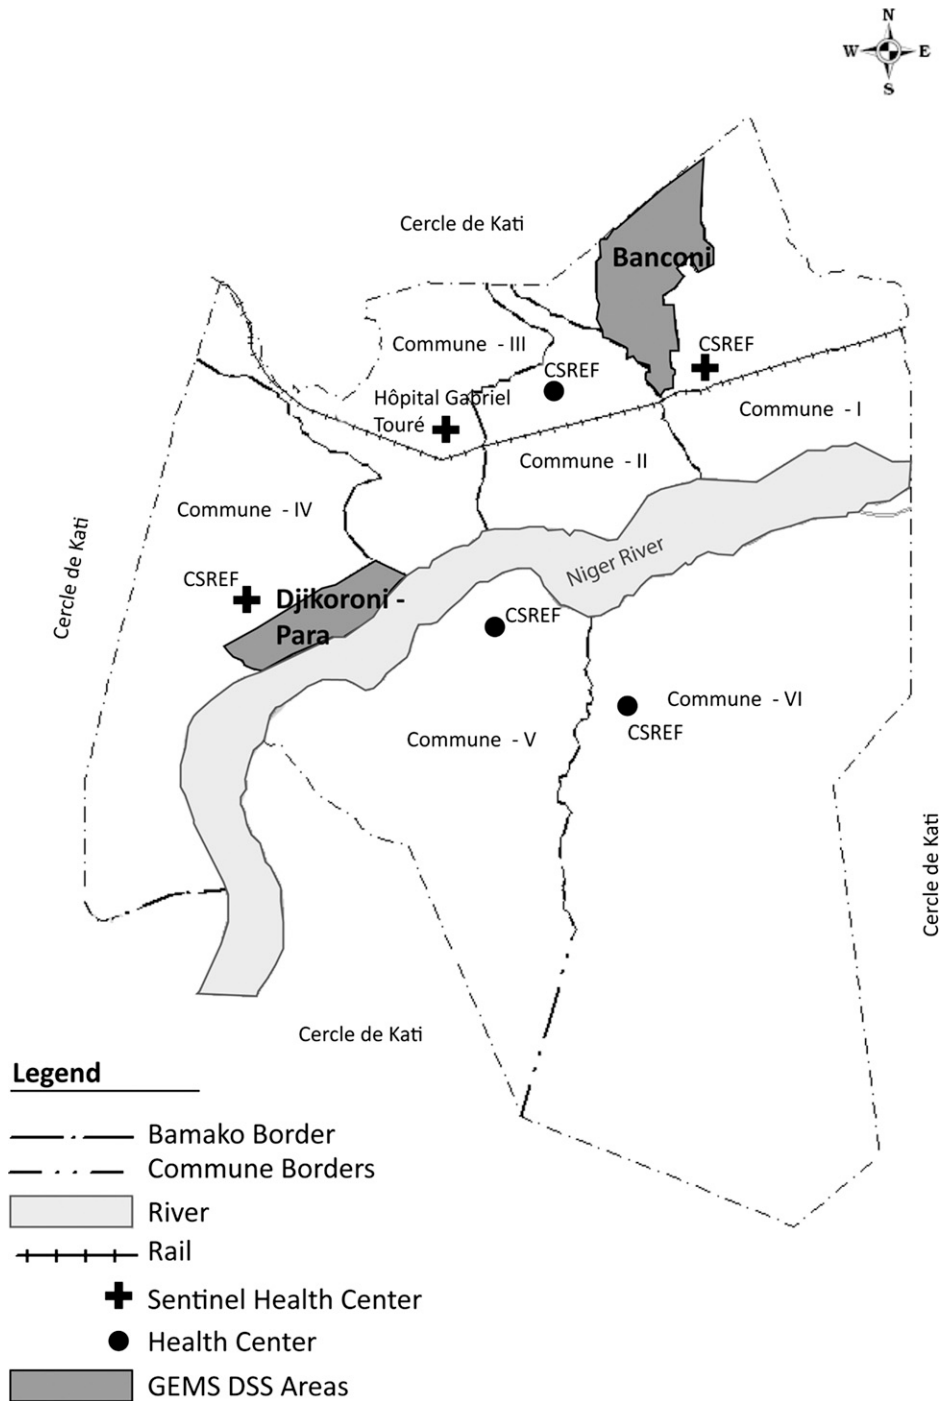 N
W E
S
Cercle de Kati
Banconi
Commune - III
CSREF
CSREF
Hôpital Gabriel
Touré
Commune - I
Commune - II
Commune - IV
Cercle de Kati
Niger River
CSREF
Djikoroni -
Para
CSREF
Commune - VI
CSREF
Commune - V
Cercle de Kati
Cercle de Kati
Legend
Bamako Border
Commune Borders
River
Rail
Sentinel Health Center
Health Center
GEMS DSS Areas